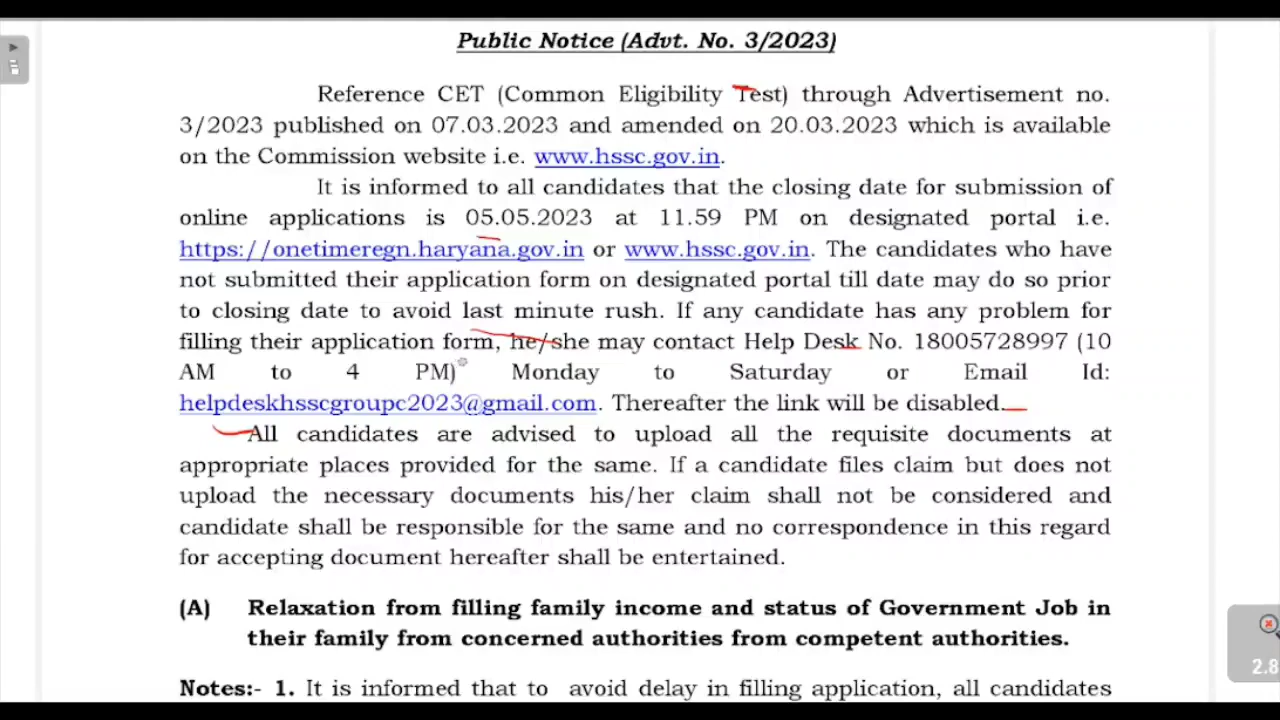 Public Notice (Advt. No. 3/2023)
Reference CET (Common Eligibility Test) through Advertisement no.
3/2023 published on 07.03.2023 and amended on 20.03.2023 which is available
on the Commission website i.e. www.hssc.gov.in.
It is informed to all candidates that the closing date for submission of
online applications is 05.05.2023 at 11.59 PM on designated portal i.e.
https://onetimeregn.haryana.gov.in or www.hssc.gov.in. The candidates who have
not submitted their application form on designated portal till date may do so prior
to closing date to avoid last minute rush. If any candidate has any problem for
filling their application form, he/she may contact Help Desk No. 18005728997 (10
AM to 4 PM) Monday to Saturday or Email Id:
helpdeskhsscgroupc2023@gmail.com. Thereafter the link will be disabled.
All candidates are advised to upload all the requisite documents at
appropriate places provided for the same. If a candidate files claim but does not
upload the necessary documents his/her claim shall not be considered and
candidate shall be responsible for the same and no correspondence in this regard
for accepting document hereafter shall be entertained.
(A) Relaxation from filling family income and status of Government Job in
their family from concerned authorities from competent authorities.
Notes:- 1. It is informed that to avoid delay in filling application, all candidates
2.8